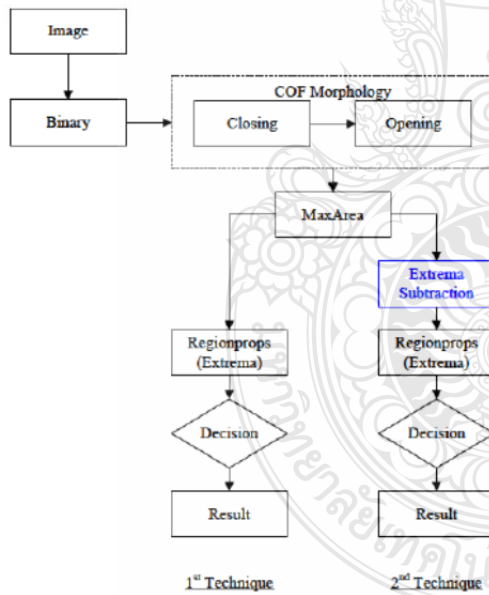 Image
Binary
COF Morphology
Closing
Opening
MaxArea
Extrema
Subtraction
Regionprops
(Extrema)
Regionprops
(Extrema)
Decision
Decision
Result
Result
1st Technique
2nd Technique